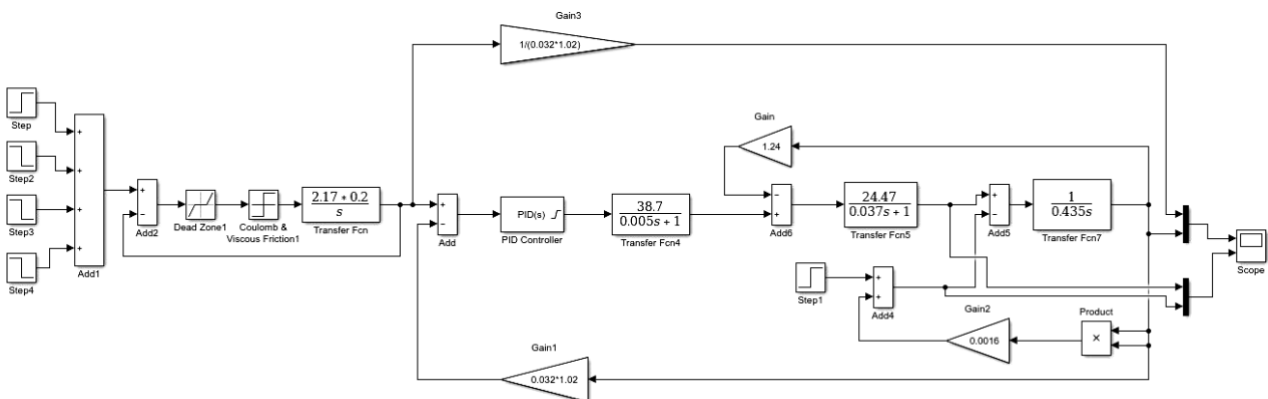 Gain3
1/(0.032*1.02)
Step
+
Step2
+
Step3
+
Step4
+
Add1
+
−
Add2
Dead Zone1
Coulomb &
Viscous Friction1
2.17 * 0.2
s
Transfer Fcn
+
−
Add
PID(s)
PID Controller
38.7
0.005s + 1
Transfer Fcn4
Gain
1.24
−
+
Add6
24.47
0.037s + 1
Transfer Fcn5
+
−
Add5
1
0.435s
Transfer Fcn7
Scope
Step1
+
+
Add4
Gain2
0.0016
Product
×
Gain1
0.032*1.02